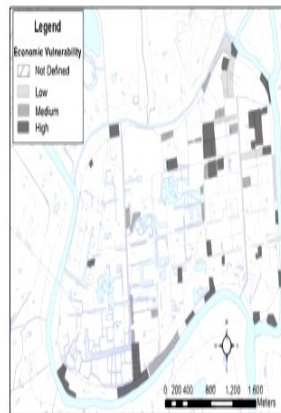 Legend
Economic Vulnerability
Not Defined
Low
Medium
High
0 200 400 800 1,200 1,600
Meters